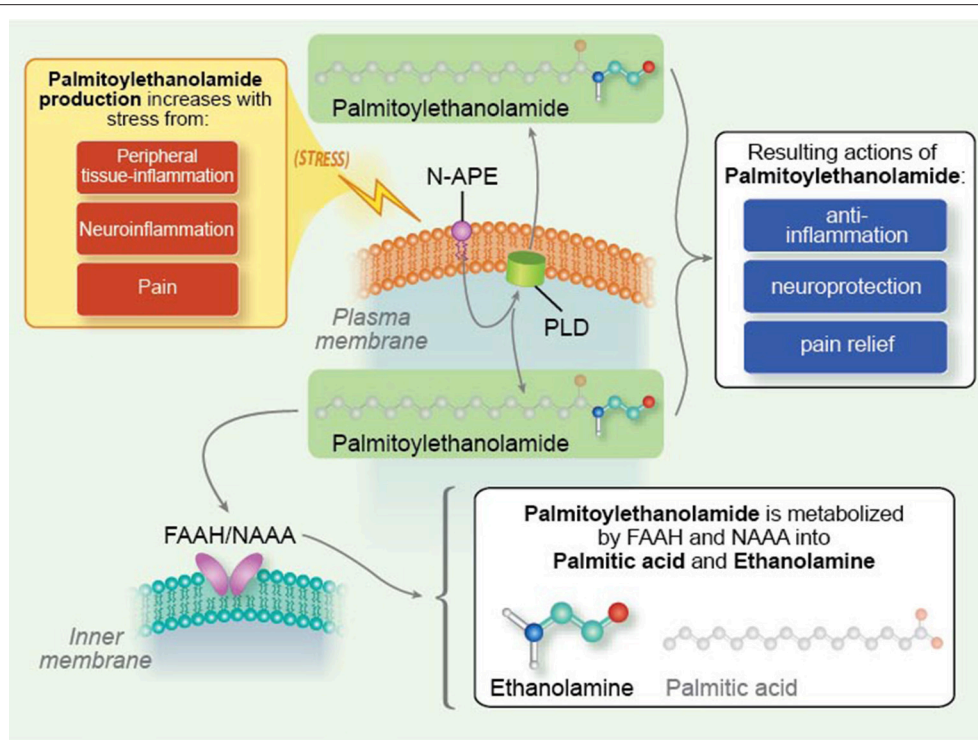 Palmitoylethanolamide
production increases with
stress from:
Peripheral
tissue-inflammation
Neuroinflammation
Pain
(STRESS)
Palmitoylethanolamide
N-APE
PLD
Plasma
membrane
Resulting actions of
Palmitoylethanolamide:
anti-
inflammation
neuroprotection
pain relief
Palmitoylethanolamide
FAAH/NAAA
Inner
membrane
Palmitoylethanolamide is metabolized
by FAAH and NAAA into
Palmitic acid and Ethanolamine
Ethanolamine
Palmitic acid